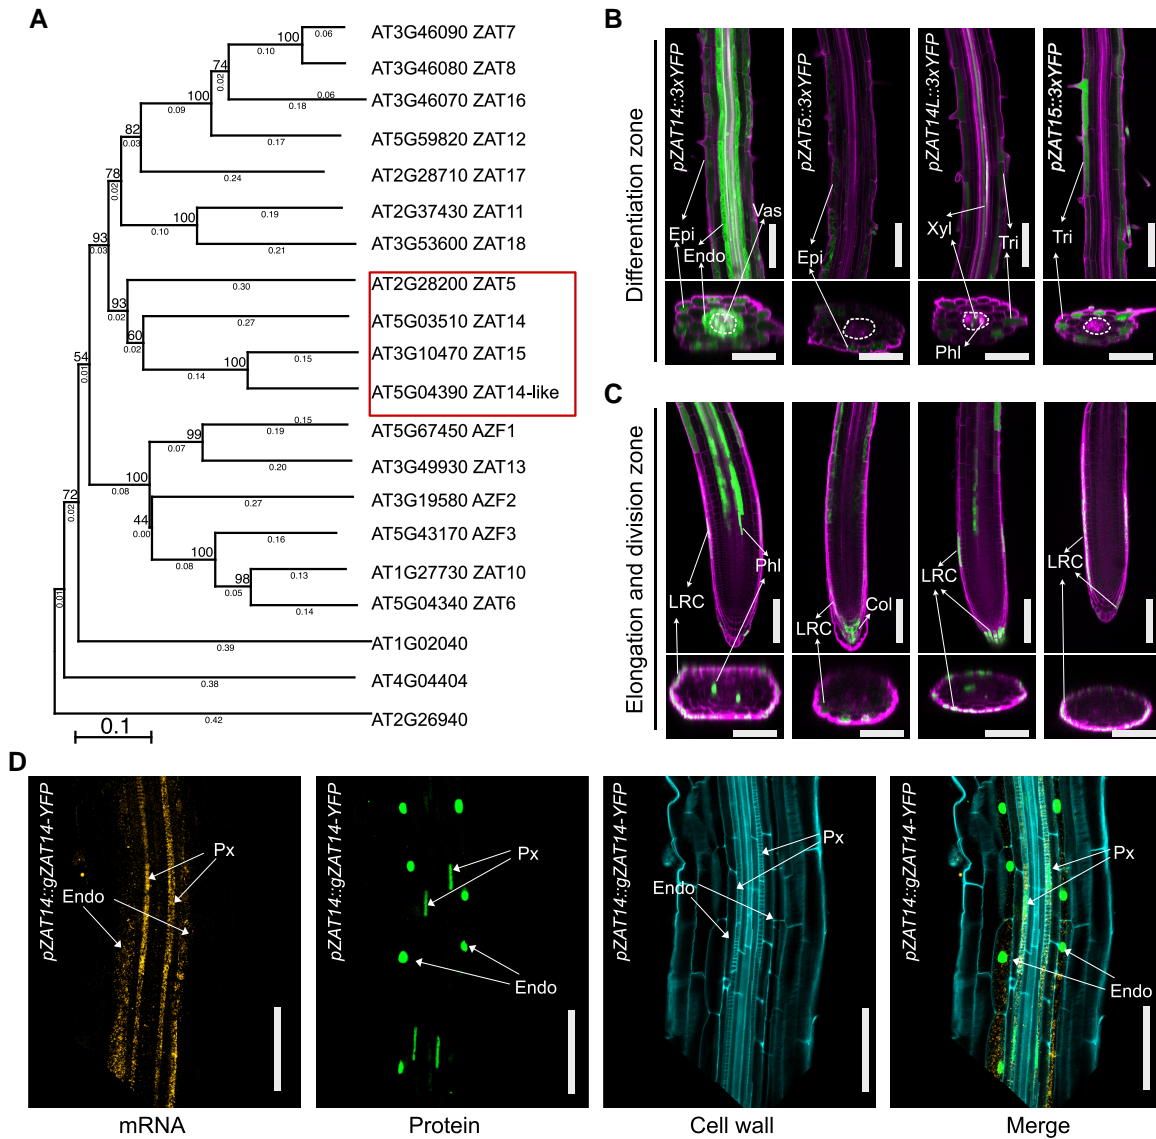 A
100
0.06
AT3G46090 ZAT7
0.10
74
0.02
AT3G46080 ZAT8
100
0.06
AT3G46070 ZAT16
0.09
0.18
82
0.03
AT5G59820 ZAT12
0.17
78
0.02
AT2G28710 ZAT17
0.24
100
0.19
AT2G37430 ZAT11
0.10
93
0.03
0.21
AT3G53600 ZAT18
93
0.02
0.30
AT2G28200 ZAT5
60
0.02
0.27
AT5G03510 ZAT14
54
0.01
100
0.15
AT3G10470 ZAT15
0.14
AT5G04390 ZAT14-like
99
0.15
0.19
AT5G67450 AZF1
0.07
0.20
AT3G49930 ZAT13
100
0.08
72
0.02
0.27
AT3G19580 AZF2
44
0.00
0.16
AT5G43170 AZF3
100
0.08
98
0.13
AT1G27730 ZAT10
0.05
0.14
AT5G04340 ZAT6
0.01
0.39
AT1G02040
0.38
AT4G04404
0.42
AT2G26940
0.1
B
Differentiation zone
pZAT14::3xYFP
pZAT5::3xYFP
pZAT14L::3xYFP
pZAT15::3xYFP
Epi
Endo
Vas
Epi
Xyl
Tri
Phl
Tri
C
Elongation and division zone
LRC
Phl
LRC
Col
LRC
LRC
D
pZAT14::gZAT14-YFP
Px
Endo
mRNA
pZAT14::gZAT14-YFP
Px
Endo
Protein
pZAT14::gZAT14-YFP
Px
Endo
Cell wall
pZAT14::gZAT14-YFP
Px
Endo
Merge